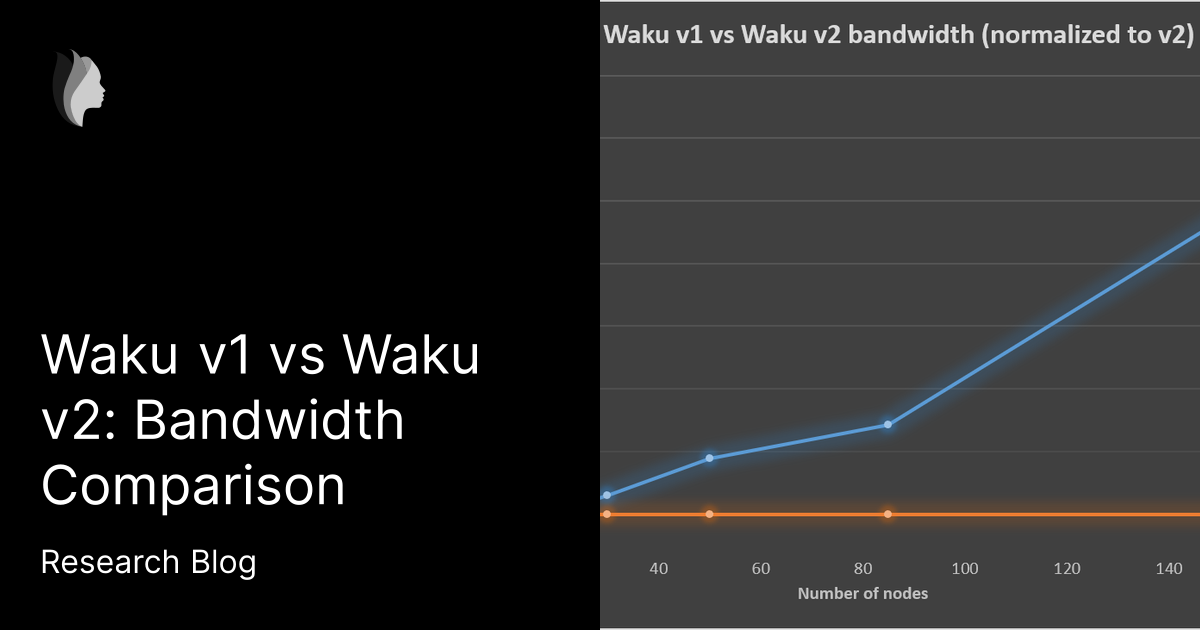 Waku v1 vs Waku
v2: Bandwidth
Comparison
Research Blog
Waku v1 vs Waku v2 bandwidth (normalized to v2)
40 60 80 100 120 140
Number of nodes